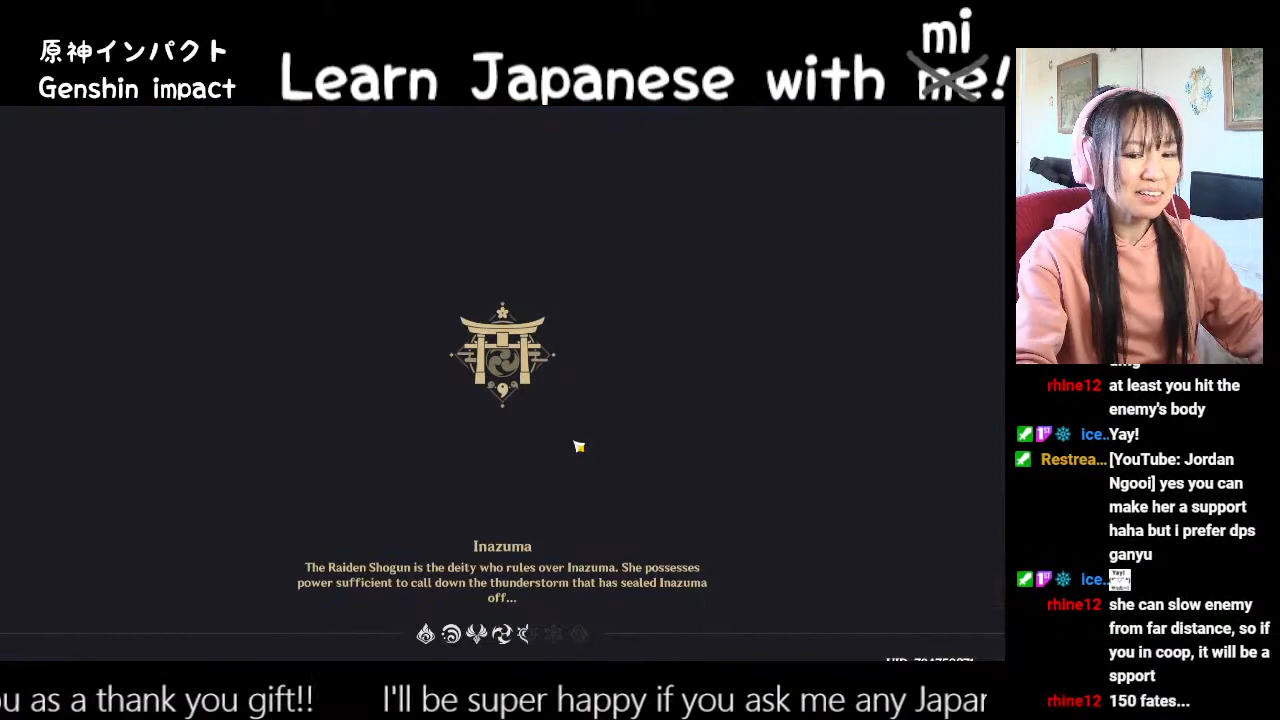 原神インパクト
Genshin impact
mi
Learn Japanese with me!
Inazuma
The Raiden Shogun is the deity who rules over Inazuma. She possesses
power sufficient to call down the thunderstorm that has sealed Inazuma
off...
rhine12 at least you hit the
enemy's body
ice.. Yay!
Restrea... [YouTube: Jordan
Ngooi] yes you can
make her a support
haha but i prefer dps
ganyu
ice..
rhine12 she can slow enemy
from far distance, so if
you in coop, it will be a
spport
rhine12 150 fates...
u as a thank you gift!! I'll be super happy if you ask me any Japar